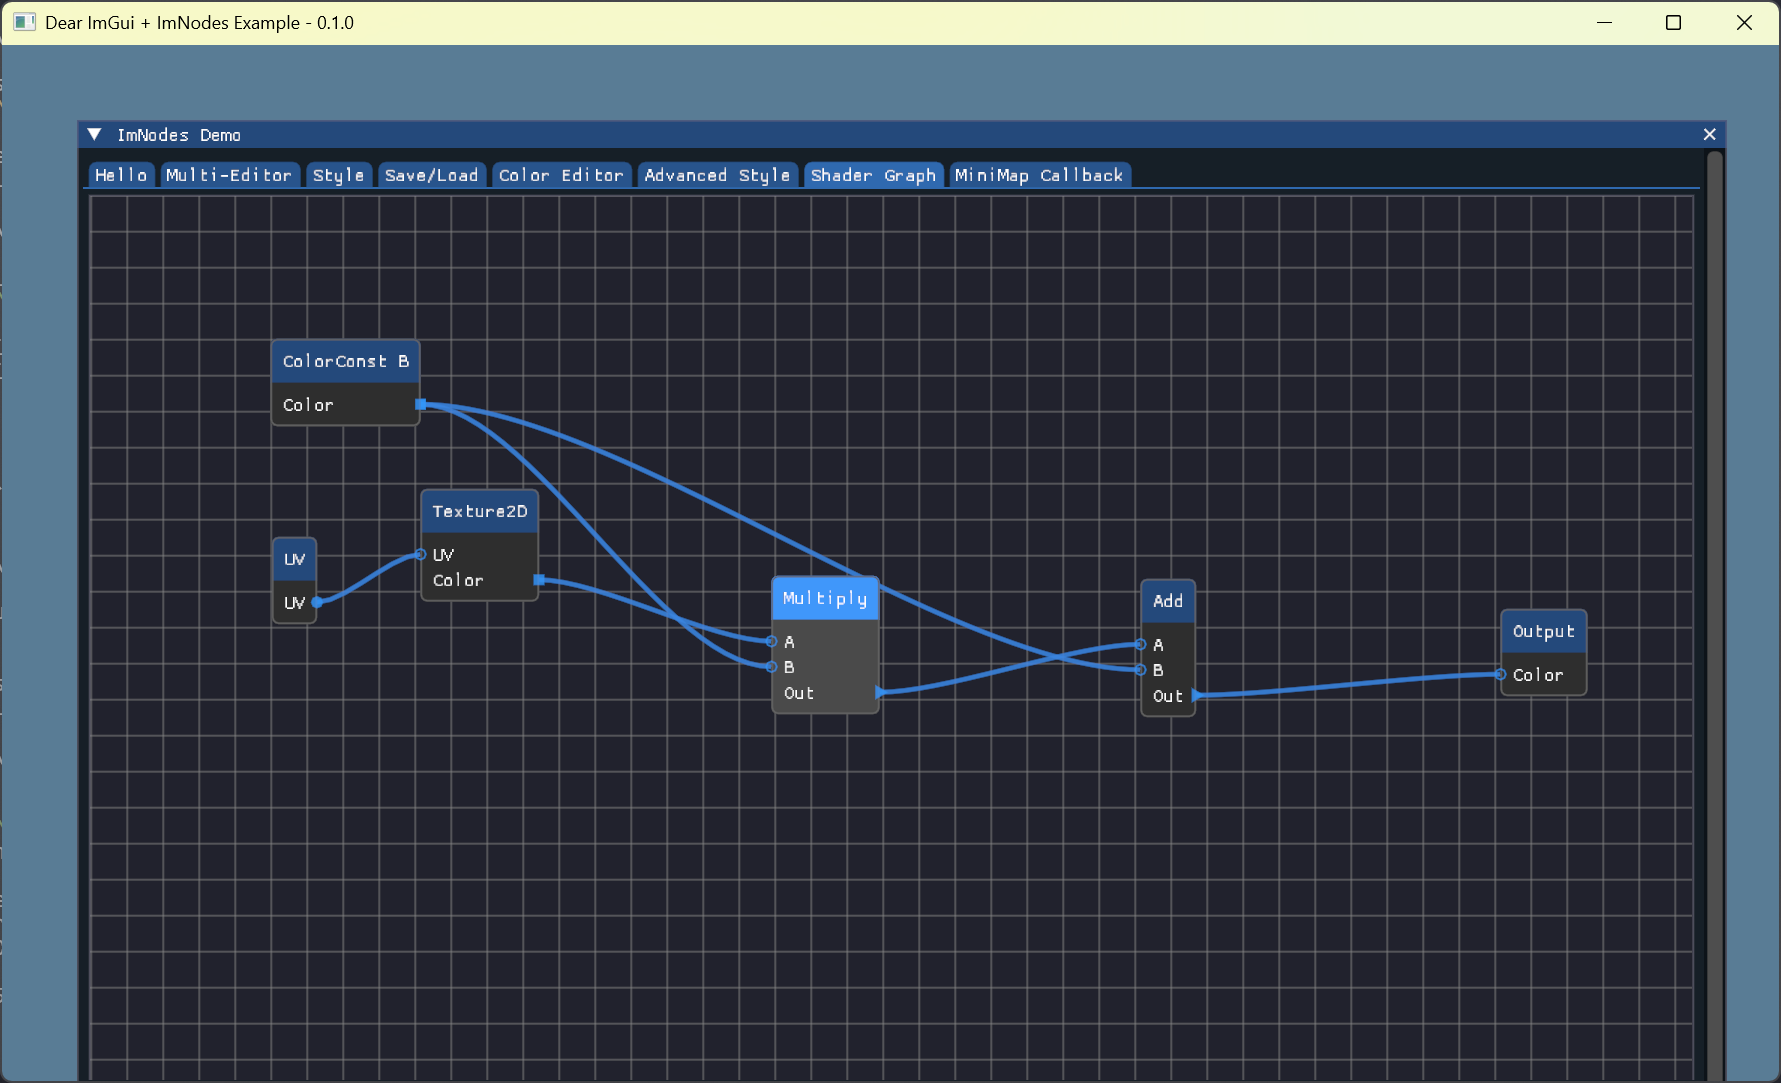 Dear ImGui + ImNodes Example - 0.1.0
ImNodes Demo
Hello Multi-Editor Style Save/Load Color Editor Advanced Style Shader Graph MiniMap Callback
ColorConst B
Color
Texture2D
UV
Color
UV
UV
Multiply
A
B
Out
Add
A
B
Out
Output
Color